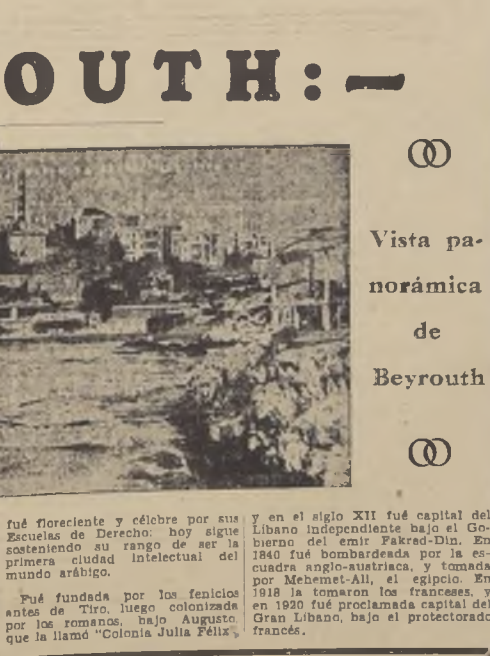 OUTH:—
Vista pa-
norámica
de
Beyrouth
fué floreciente y célebre por sus
Escuelas de Derecho: hoy sigue
sosteniendo su rango de ser la
primera ciudad intelectual del
mundo arábigo.
Fué fundada por los fenicios
antes de Tiro, luego colonizada
por los romanos, bajo Augusto,
que la llamó "Colonia Julia Félix",
y en el siglo XII fué capital del
Líbano independiente bajo el Go-
bierno del emir Fakrad-Din. En
1840 fué bombardeada por la es-
cuadra anglo-austriaca, y tomada
por Mehemet-Ali, el egipcio. En
1918 la tomaron los franceses, y
en 1920 fué proclamada capital del
Gran Líbano, bajo el protectorado
francés.